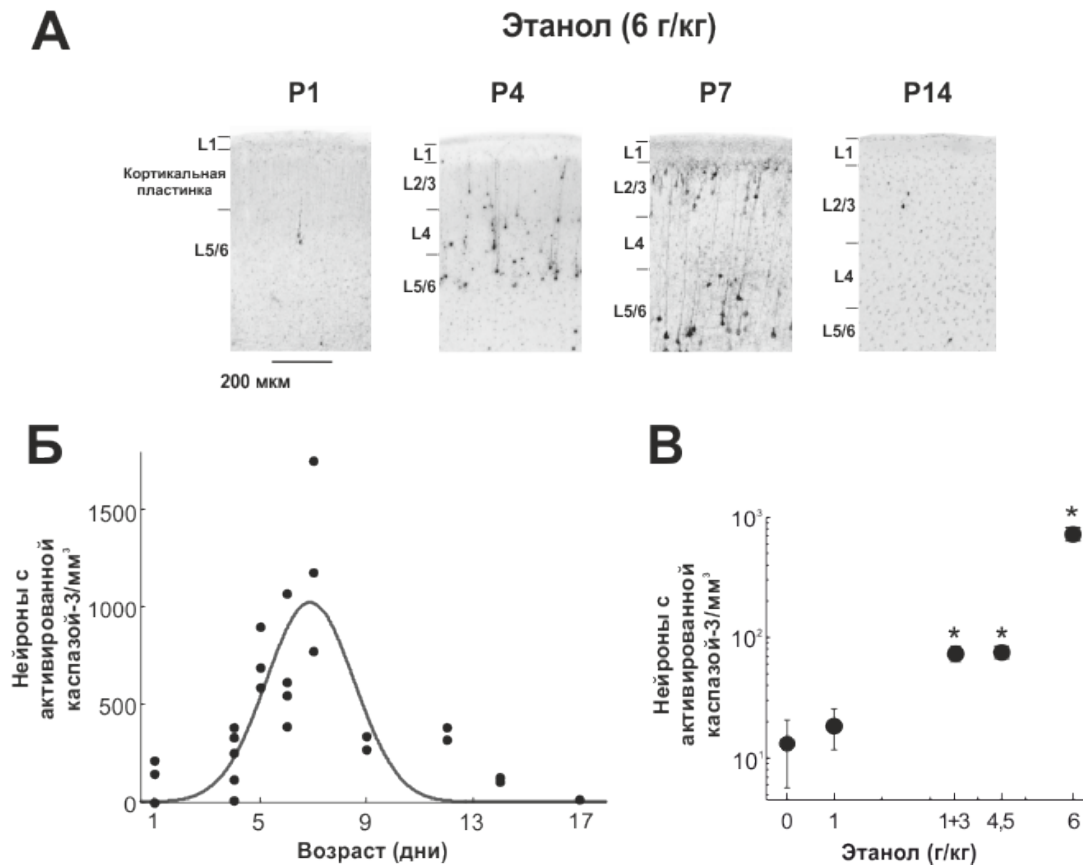 А
Этанол (6 г/кг)
P1
P4
P7
P14
L1
Кортикальная
пластинка
L5/6
200 мкм
L1
L2/3
L4
L5/6
L1
L2/3
L4
L5/6
L1
L2/3
L4
L5/6
Б
Нейроны с
активированной
каспазой-3/мм³
1500
1000
500
0
1 5 9 13 17
Возраст (дни)
В
Нейроны с
активированной
каспазой-3/мм³
10³
10²
10¹
* * *
0 1 1+3 4,5 6
Этанол (г/кг)